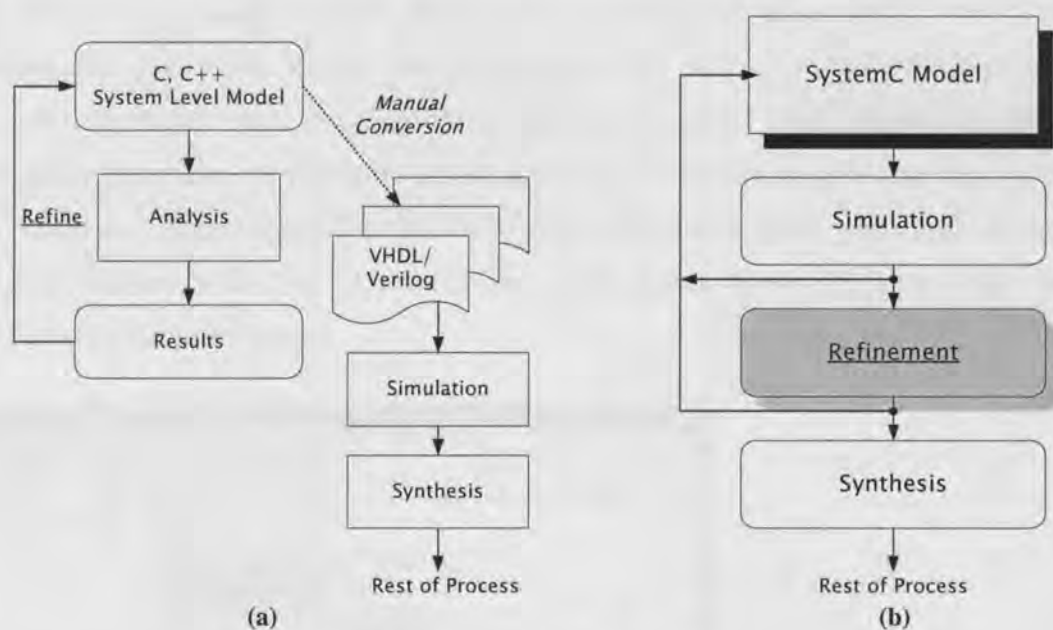 C, C++
System Level Model
Manual
Conversion
Refine
Analysis
VHDL/
Verilog
Results
Simulation
Synthesis
Rest of Process
(a)
SystemC Model
Simulation
Refinement
Synthesis
Rest of Process
(b)